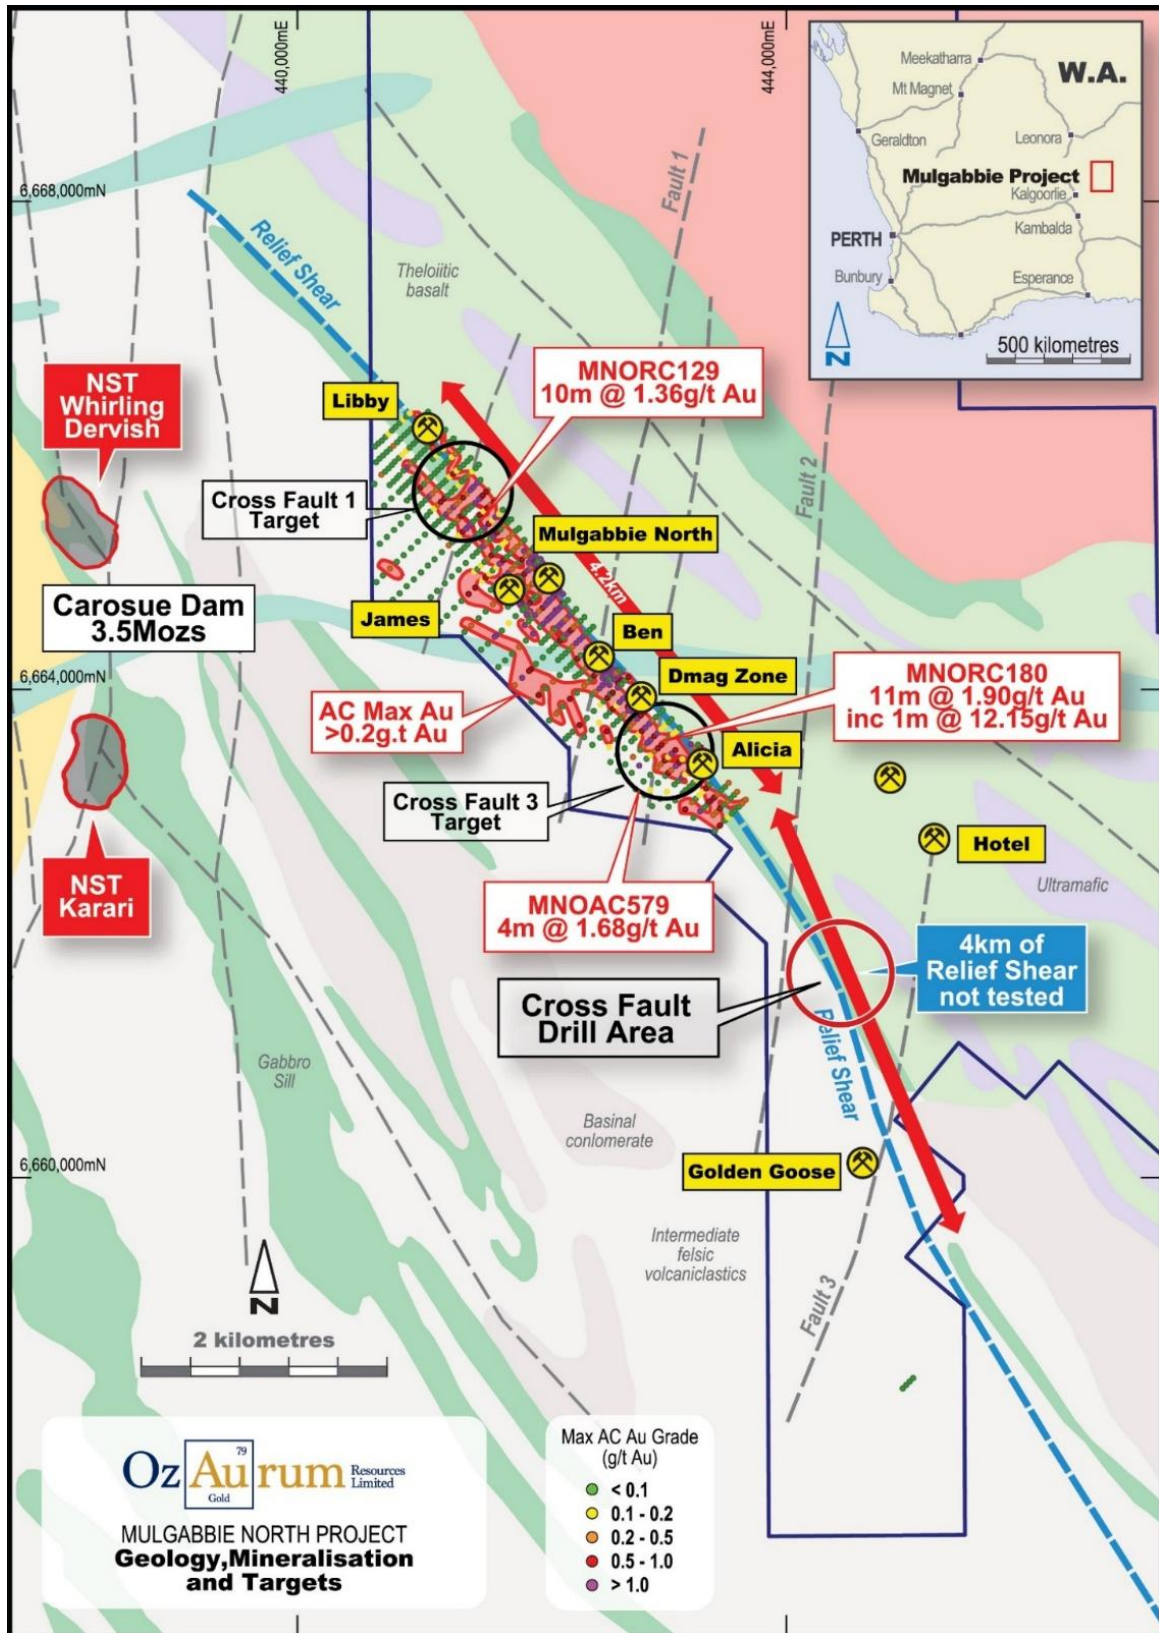 440,000mE
444,000mE
6,668,000mN
6,664,000mN
6,660,000mN
Meekatharra
W.A.
Mt Magnet
Geraldton
Leonora
Mulgabbie Project
Kalgoorlie
PERTH
Kambalda
Bunbury
Esperance
N
500 kilometres
Fault 1
Relief Shear
Theloiitic
basalt
Fault 2
NST
Whirling
Dervish
Libby
MNORC129
10m @ 1.36g/t Au
Cross Fault 1
Target
Mulgabbie North
4.2km
Carosue Dam
3.5Mozs
James
Ben
Dmag Zone
MNORC180
11m @ 1.90g/t Au
inc 1m @ 12.15g/t Au
AC Max Au
>0.2g.t Au
Alicia
Cross Fault 3
Target
Hotel
NST
Karari
MNOAC579
4m @ 1.68g/t Au
Ultramafic
4km of
Relief Shear
not tested
Cross Fault
Drill Area
Relief Shear
Gabbro
Sill
Basinal
conlomerate
Golden Goose
Intermediate
felsic
volcaniclastics
Fault 3
N
2 kilometres
Oz Aurum Resources
Limited
79
Gold
MULGABBIE NORTH PROJECT
Geology,Mineralisation
and Targets
Max AC Au Grade
(g/t Au)
< 0.1
0.1 - 0.2
0.2 - 0.5
0.5 - 1.0
> 1.0